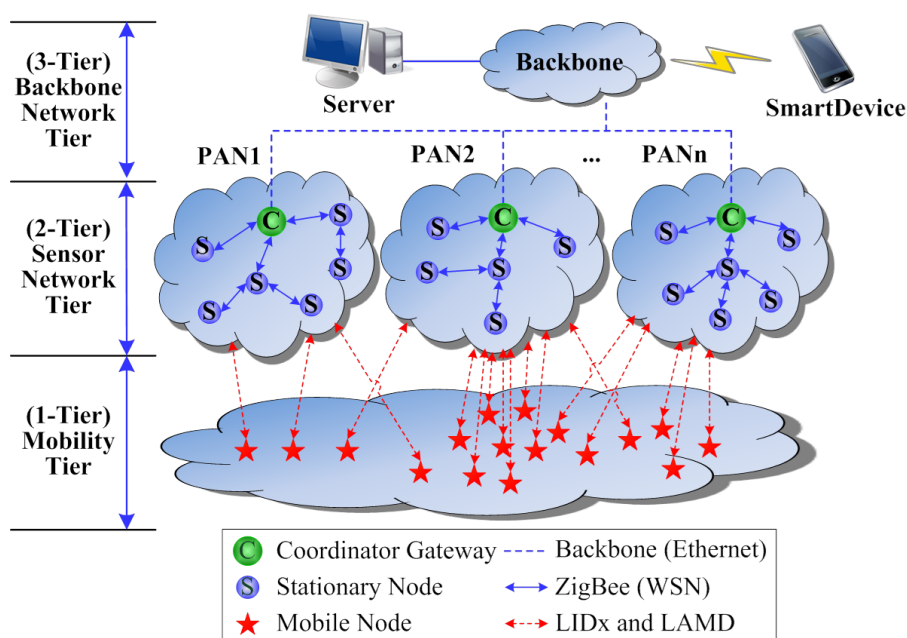 (3-Tier)
Backbone
Network
Tier
Server
Backbone
SmartDevice
PAN1
PAN2
...
PANn
(2-Tier)
Sensor
Network
Tier
C
S
S
S
S
S
S
C
S
S
S
S
S
C
S
S
S
S
S
S
(1-Tier)
Mobility
Tier
C Coordinator Gateway
Backbone (Ethernet)
S Stationary Node
ZigBee (WSN)
Mobile Node
LIDx and LAMD